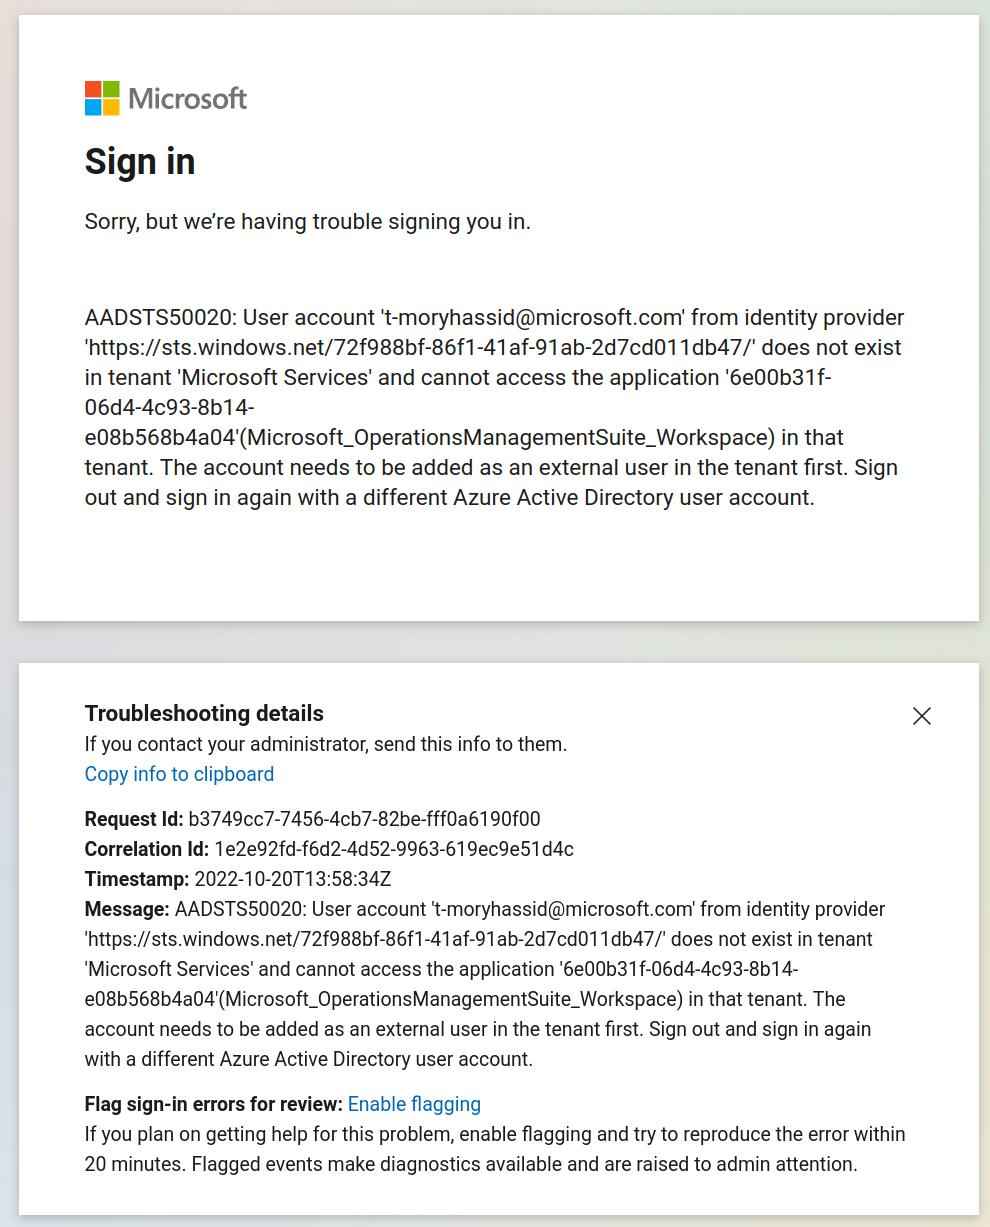 Microsoft
Sign in
Sorry, but we’re having trouble signing you in.
AADSTS50020: User account 't-moryhassid@microsoft.com' from identity provider
'https://sts.windows.net/72f988bf-86f1-41af-91ab-2d7cd011db47/' does not exist
in tenant 'Microsoft Services' and cannot access the application '6e00b31f-
06d4-4c93-8b14-
e08b568b4a04'(Microsoft_OperationsManagementSuite_Workspace) in that
tenant. The account needs to be added as an external user in the tenant first. Sign
out and sign in again with a different Azure Active Directory user account.
Troubleshooting details
If you contact your administrator, send this info to them.
Copy info to clipboard
Request Id: b3749cc7-7456-4cb7-82be-fff0a6190f00
Correlation Id: 1e2e92fd-f6d2-4d52-9963-619ec9e51d4c
Timestamp: 2022-10-20T13:58:34Z
Message: AADSTS50020: User account 't-moryhassid@microsoft.com' from identity provider
'https://sts.windows.net/72f988bf-86f1-41af-91ab-2d7cd011db47/' does not exist in tenant
'Microsoft Services' and cannot access the application '6e00b31f-06d4-4c93-8b14-
e08b568b4a04'(Microsoft_OperationsManagementSuite_Workspace) in that tenant. The
account needs to be added as an external user in the tenant first. Sign out and sign in again
with a different Azure Active Directory user account.
Flag sign-in errors for review: Enable flagging
If you plan on getting help for this problem, enable flagging and try to reproduce the error within
20 minutes. Flagged events make diagnostics available and are raised to admin attention.